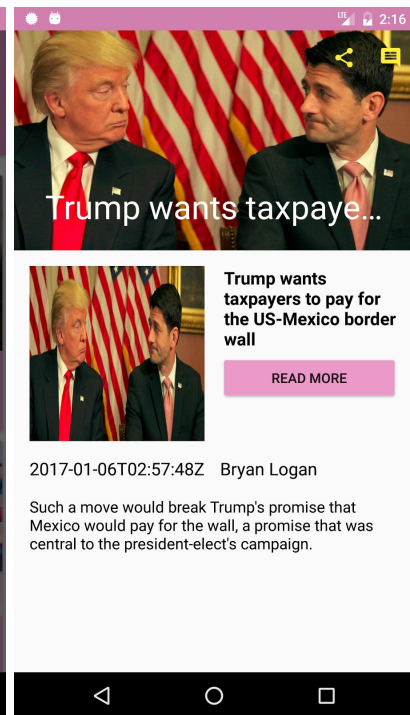 LTE 2:16
Trump wants taxpaye...
Trump wants
taxpayers to pay for
the US-Mexico border
wall
READ MORE
2017-01-06T02:57:48Z Bryan Logan
Such a move would break Trump's promise that
Mexico would pay for the wall, a promise that was
central to the president-elect's campaign.